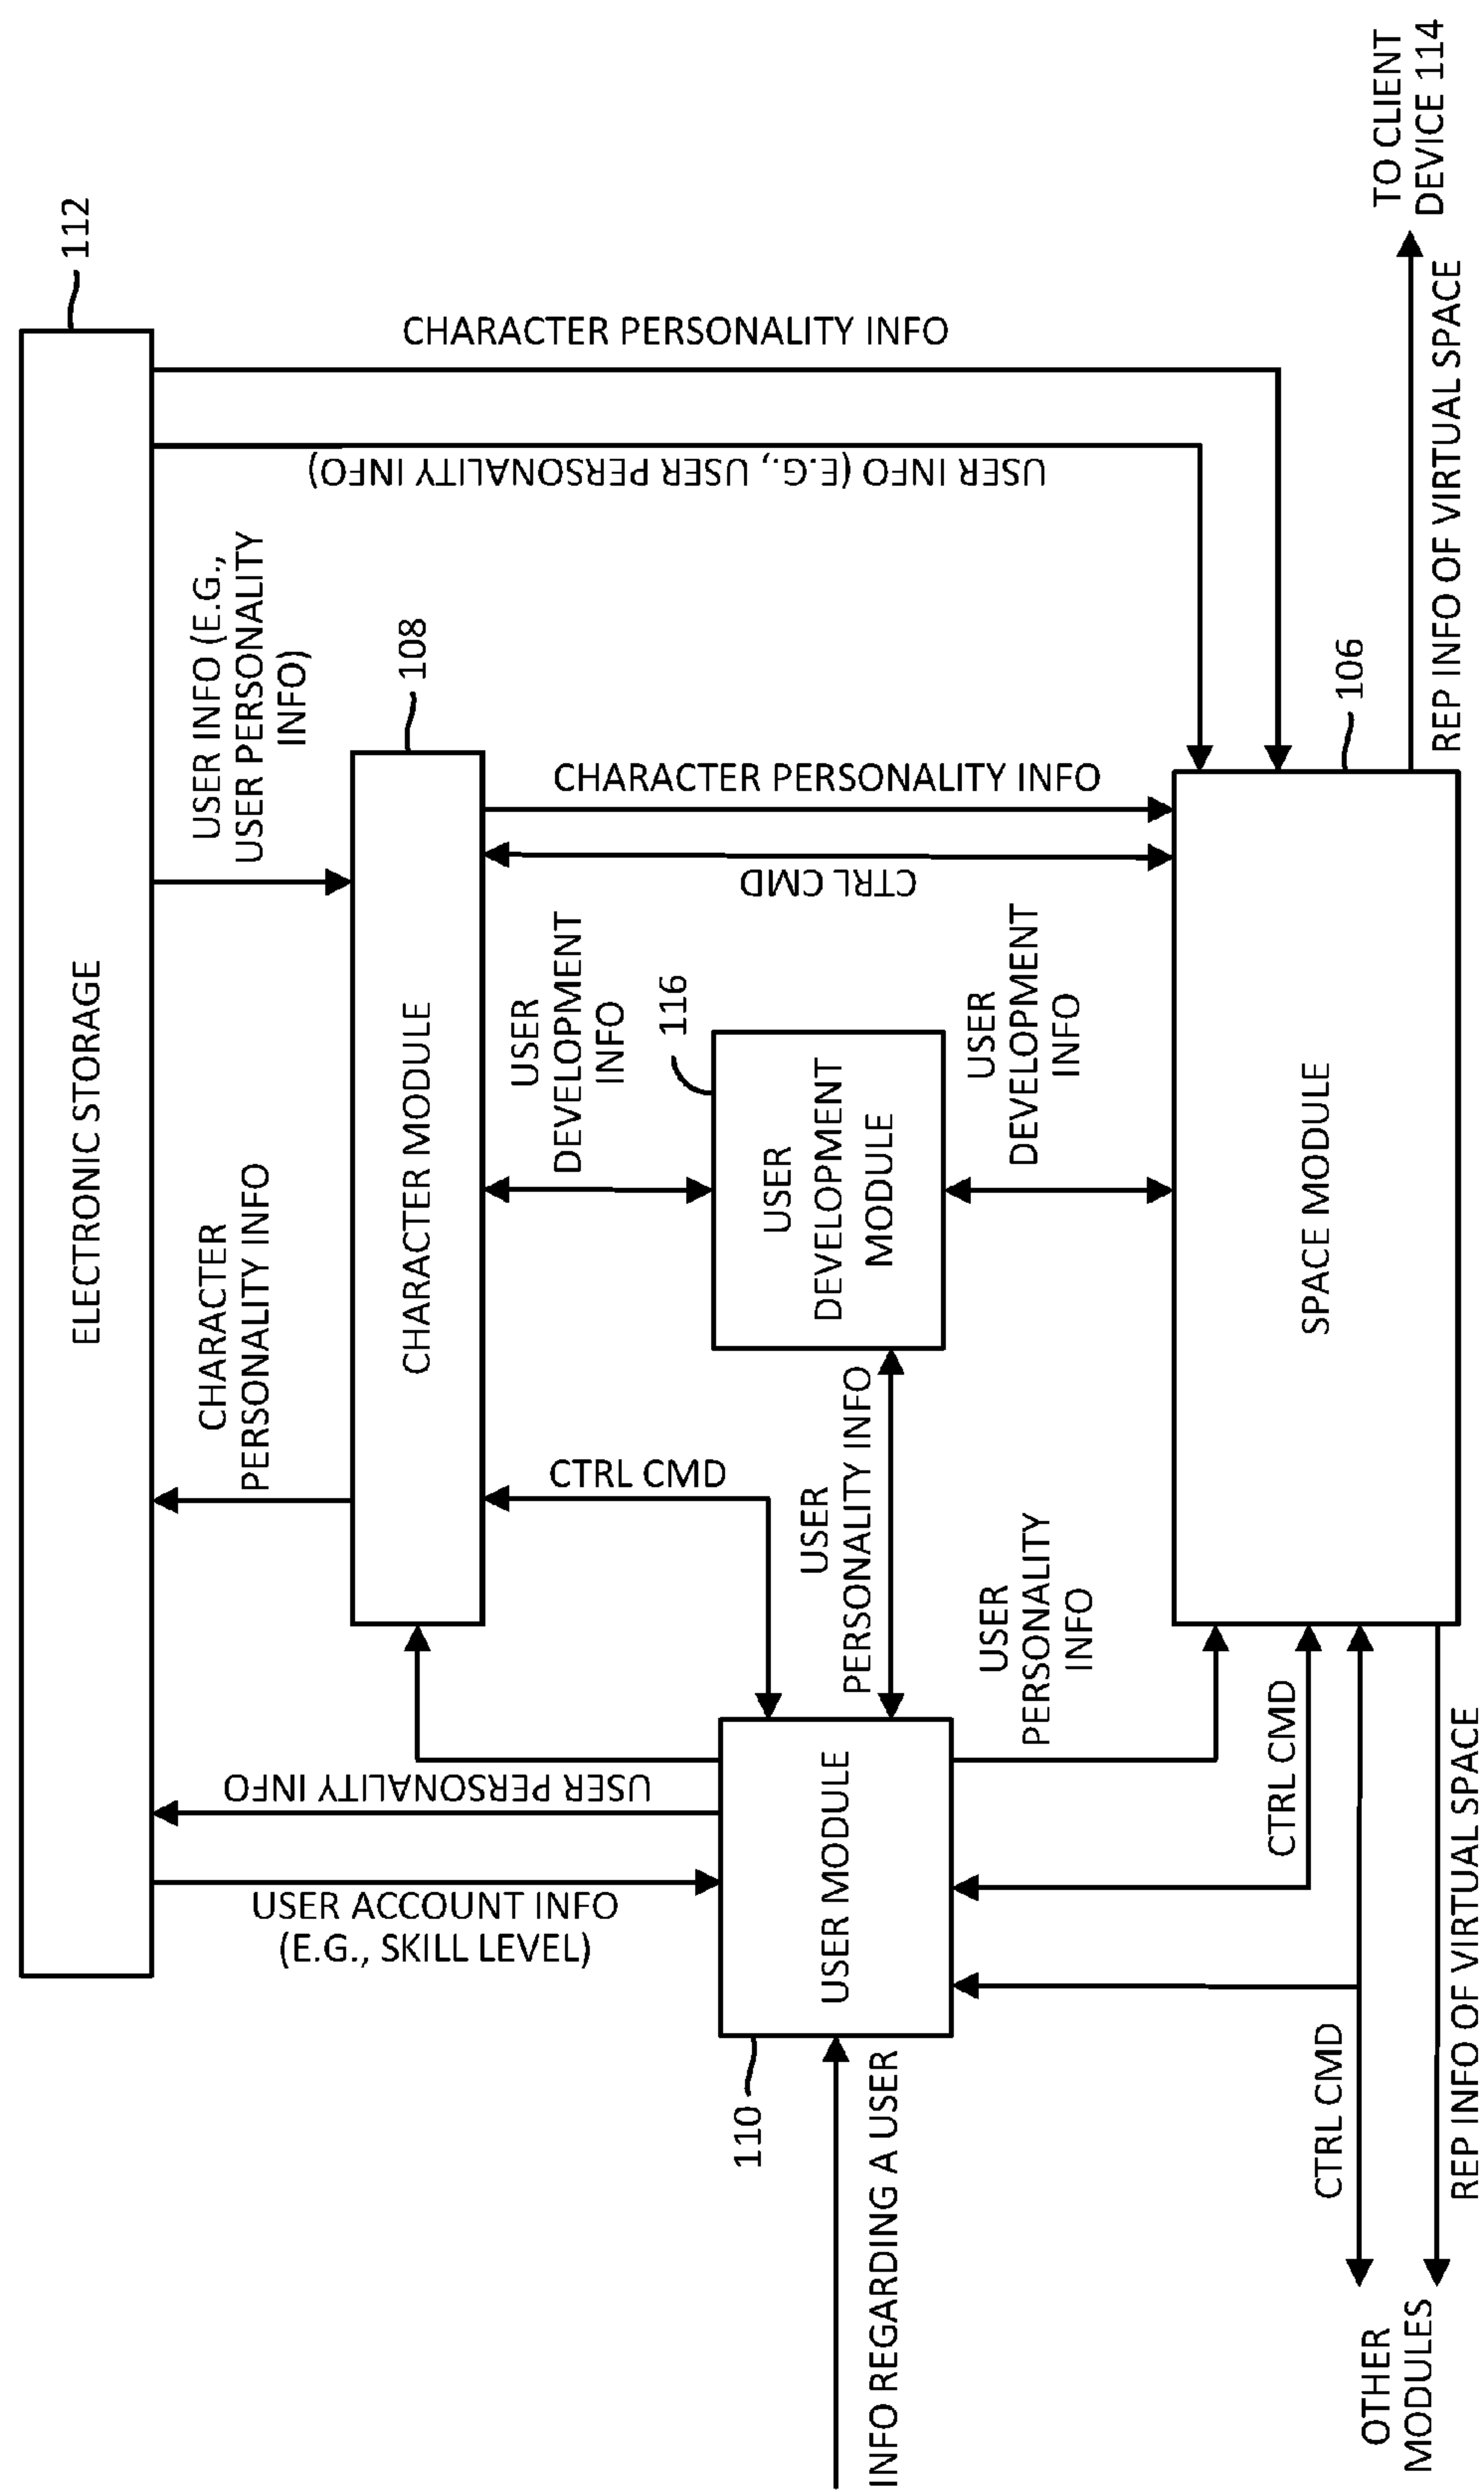 112
ELECTRONIC STORAGE
USER ACCOUNT INFO
(E.G., SKILL LEVEL)
USER PERSONALITY INFO
CHARACTER
PERSONALITY INFO
USER INFO (E.G.,
USER PERSONALITY
INFO)
CHARACTER PERSONALITY INFO
USER INFO (E.G., USER PERSONALITY INFO)
108
CHARACTER MODULE
CTRL CMD
USER
DEVELOPMENT
INFO
CTRL CMD
CHARACTER PERSONALITY INFO
116
USER
DEVELOPMENT
MODULE
USER
PERSONALITY INFO
110
USER MODULE
INFO REGARDING A USER
USER
PERSONALITY
INFO
USER
DEVELOPMENT
INFO
CTRL CMD
106
SPACE MODULE
CTRL CMD
OTHER
MODULES
REP INFO OF VIRTUAL SPACE
REP INFO OF VIRTUAL SPACE
TO CLIENT
DEVICE 114